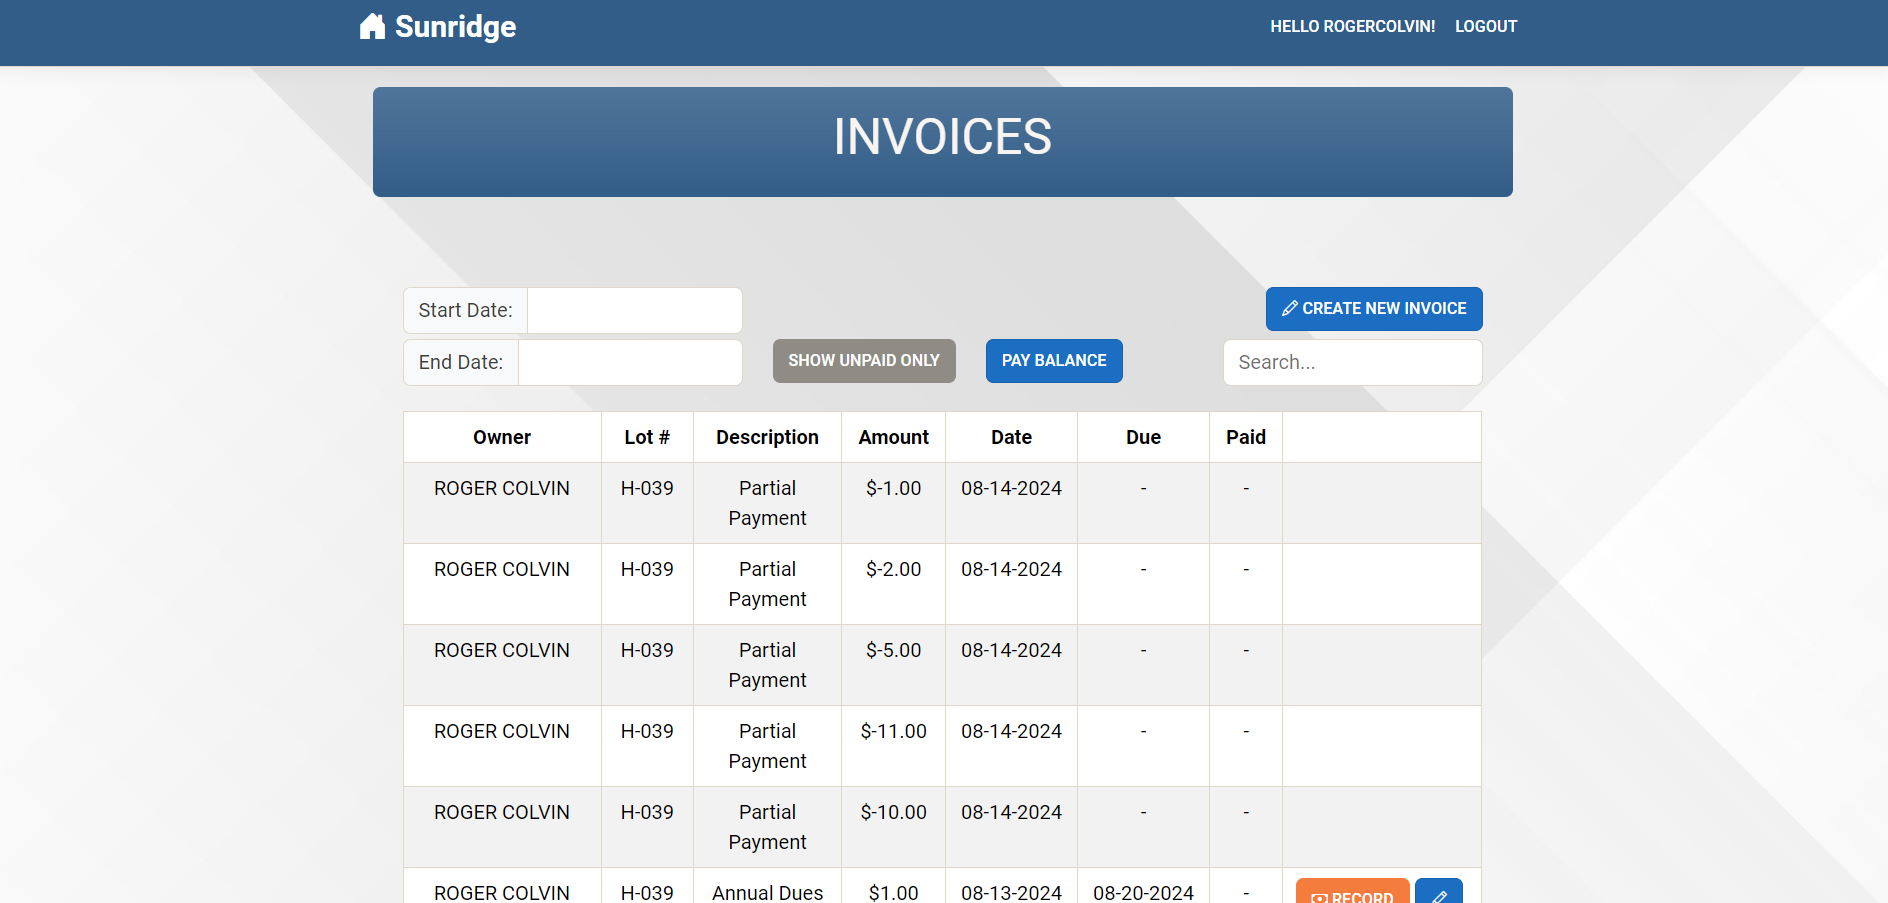 Sunridge
HELLO ROGERCOLVIN! LOGOUT
INVOICES
Start Date:
CREATE NEW INVOICE
End Date:
SHOW UNPAID ONLY
PAY BALANCE
Search...
Owner Lot # Description Amount Date Due Paid
ROGER COLVIN H-039 Partial Payment $-1.00 08-14-2024 - -
ROGER COLVIN H-039 Partial Payment $-2.00 08-14-2024 - -
ROGER COLVIN H-039 Partial Payment $-5.00 08-14-2024 - -
ROGER COLVIN H-039 Partial Payment $-11.00 08-14-2024 - -
ROGER COLVIN H-039 Partial Payment $-10.00 08-14-2024 - -
ROGER COLVIN H-039 Annual Dues $1.00 08-13-2024 08-20-2024 - RECORD